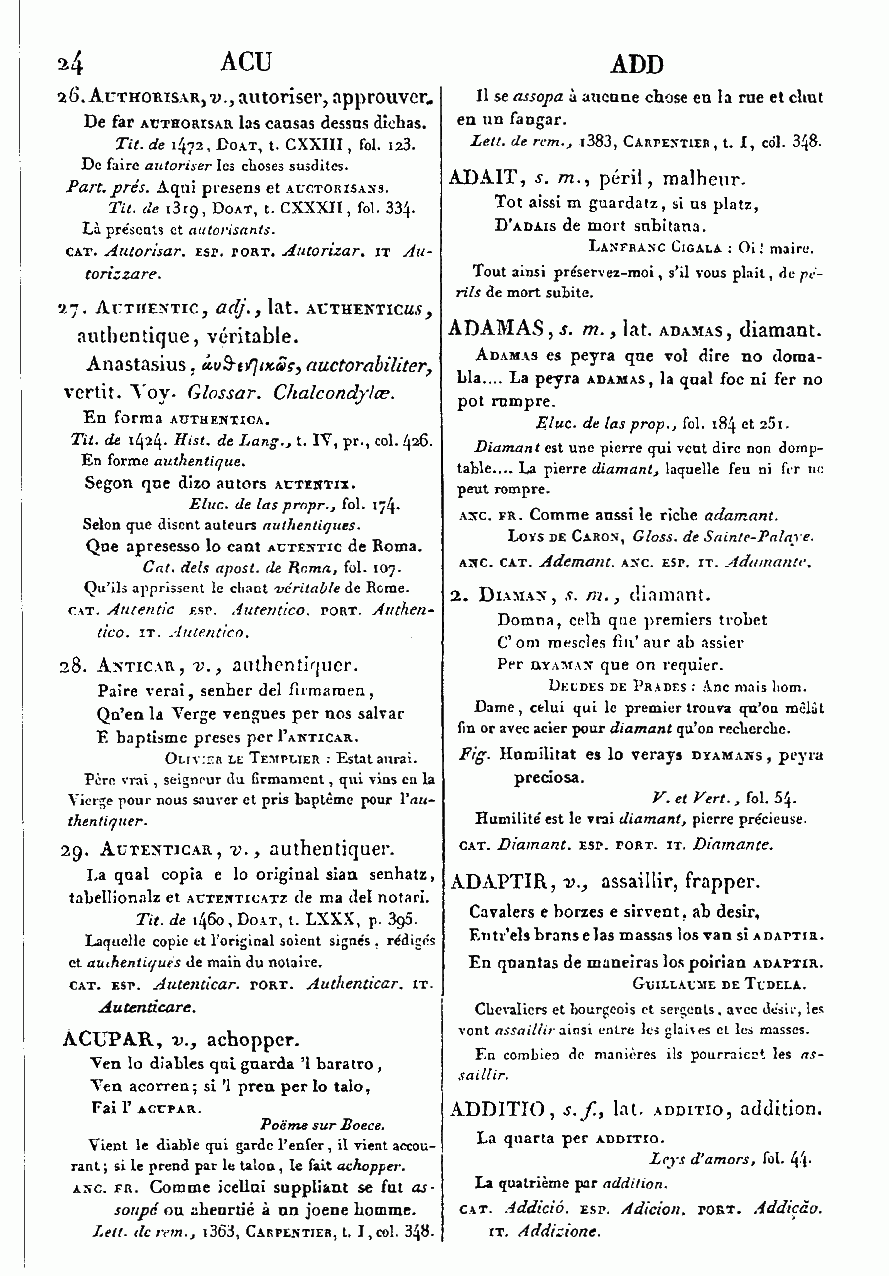 24 ACU ADD
26. AUTHORISAR, v., autoriser, approuver.
De far AUTHORISAR las causas dessus dichas.
Tit. de 1472, DOAT, t. CXXIII, fol. 123.
De faire autoriser les choses susdites.
Part. prés. Aqui presens et AUCTORISANS.
Tit. de 1319, DOAT, t. CXXXII, fol. 334.
Là présents et autorisants.
CAT. Autorisar. ESP. PORT. Autorizar. IT Au-
torizzare.
27. AUTHENTIC, adj., lat. AUTHENTICus,
authentique, véritable.
Anastasius, auctorabiliter,
vertit. Voy. Glossar. Chalcondylæ.
En forma AUTHENTICA.
Tit. de 1424. Hist. de Lang., t. IV, pr., col. 426.
En forme authentique.
Segon que dizo autors AUTENTIX.
Eluc. de las propr., fol. 174.
Selon que disent auteurs authentiques.
Que apresesso lo cant AUTENTIC de Roma.
Cat. dels apost. de Roma, fol. 107.
Qu'ils apprissent le chant véritable de Rome.
CAT. Autentic ESP. Autentico. PORT. Authen-
tico. IT. Autentico.
28. ANTICAR, v., authentiquer.
Paire verai, senher del firmamen,
Qu'en la Verge vengues per nos salvar
E baptisme preses per l'ANTICAR.
OLIVIER LE TEMPLIER : Estat aurai.
Père vrai, seigneur du firmament, qui vins en la
Vierge pour nous sauver et pris baptême pour l'au-
thentiquer.
29. AUTENTICAR, v., authentiquer.
La qual copia e lo original sian senhatz,
tabellionalz et AUTENTICATZ de ma del notari.
Tit. de 1460, DOAT, t. LXXX, p. 395.
Laquelle copie et l'original soient signés, rédigés
et authentiqués de main du notaire.
CAT. ESP. Autenticar. PORT. Authenticar. IT.
Autenticare.
ACUPAR, v., achopper.
Ven lo diables qui guarda 'l baratro,
Ven acorren; si 'l pren per lo talo,
Fai l' ACUPAR.
Poëme sur Boece.
Vient le diable qui garde l'enfer, il vient accou-
rant; si le prend par le talon, le fait achopper.
ANC. FR. Comme icellui suppliant se fut as-
soupé ou aheurtié à un joene homme.
Lett. de rem., 1363, CARPENTIER, t. I, col. 348.
Il se assopa à aucune chose en la rue et chut
en un fangar.
Lett. de rem., 1383, CARPENTIER, t. I, col. 348.
ADAIT, s. m., péril, malheur.
Tot aissi m guardatz, si us platz,
D'ADAIS de mort subitana.
LANFRANC CIGALA : Oi! maire.
Tout ainsi préservez-moi, s'il vous plait, de pé-
rils de mort subite.
ADAMAS, s. m., lat. ADAMAS, diamant.
ADAMAS es peyra que vol dire no doma-
bla.... La peyra ADAMAS, la qual foc ni fer no
pot rompre.
Eluc. de las prop., fol. 184 et 251.
Diamant est une pierre qui veut dire non domp-
table.... La pierre diamant, laquelle feu ni fer ne
peut rompre.
ANC. FR. Comme aussi le riche adamant.
LOYS DE CARON, Gloss. de Sainte-Palaye.
ANC. CAT. Ademant. ANC. ESP. IT. Adamante.
2. DIAMAN, s. m., diamant.
Domna, celh que premiers trobet
C' om mescles fin' aur ab assier
Per DYAMAN que on requier.
DEUDES DE PRADES : Anc mais hom.
Dame, celui qui le premier trouva qu'on mêlât
fin or avec acier pour diamant qu'on recherche.
Fig. Humilitat es lo verays DYAMANS, peyra
preciosa.
V. et Vert., fol. 54.
Humilité est le vrai diamant, pierre précieuse.
CAT. Diamant. ESP. PORT. IT. Diamante.
ADAPTIR, v., assaillir, frapper.
Cavalers e borzes e sirvent, ab desir,
Entr'els brans e las massas los van si ADAPTIR.
En quantas de maneiras los poirian ADAPTIR.
GUILLAUME DE TUDELA.
Chevaliers et bourgeois et sergents, avec désir, les
vont assaillir ainsi entre les glaives et les masses.
En combien de manières ils pourraient les as-
saillir.
ADDITIO, s. f., lat. ADDITIO, addition.
La quarta per ADDITIO.
Leys d'amors, fol. 44.
La quatrième par addition.
CAT. Addició. ESP. Adicion. PORT. Addição.
IT. Addizione.